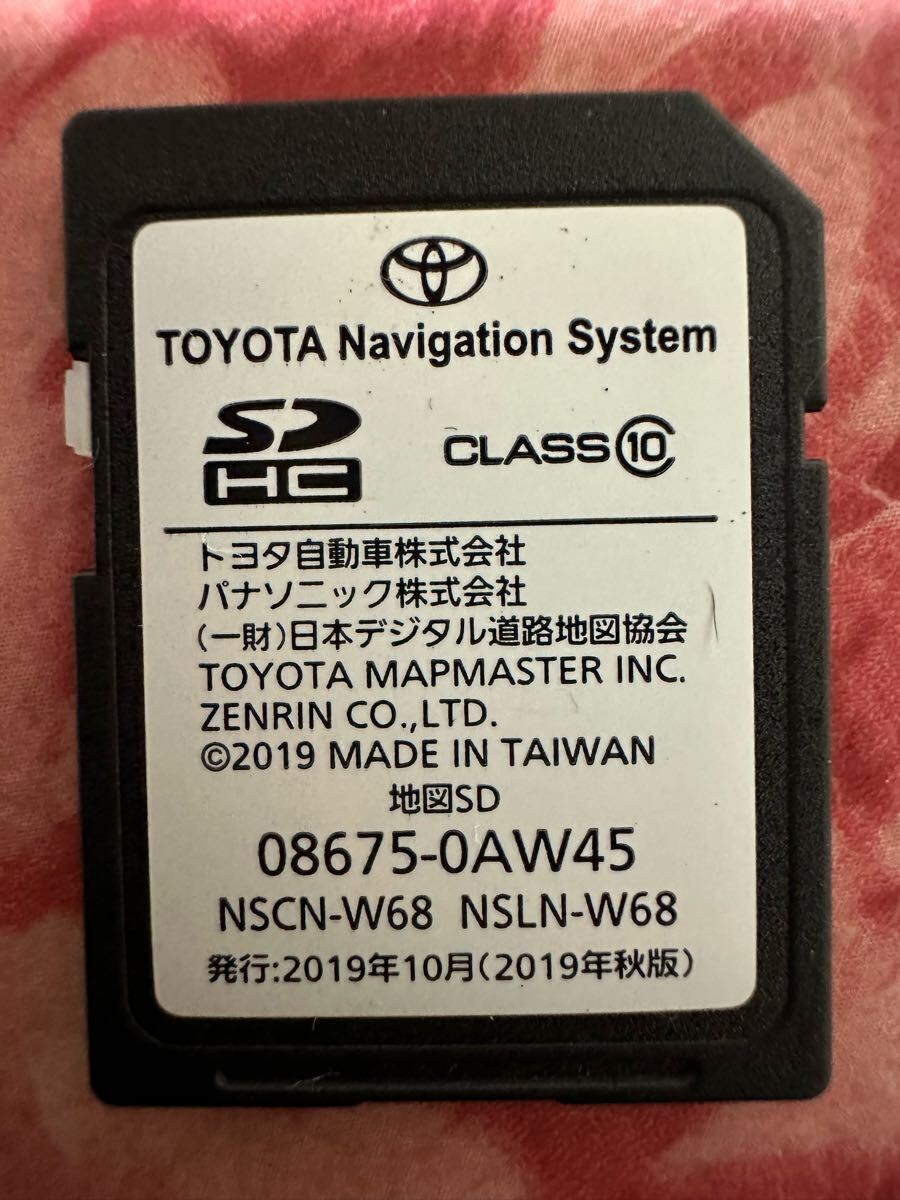 TOYOTA Navigation System
SD HC CLASS 10
トヨタ自動車株式会社
パナソニック株式会社
(一財)日本デジタル道路地図協会
TOYOTA MAPMASTER INC.
ZENRIN CO.,LTD.
©2019 MADE IN TAIWAN
地図SD
08675-0AW45
NSCN-W68 NSLN-W68
発行:2019年10月(2019年秋版)